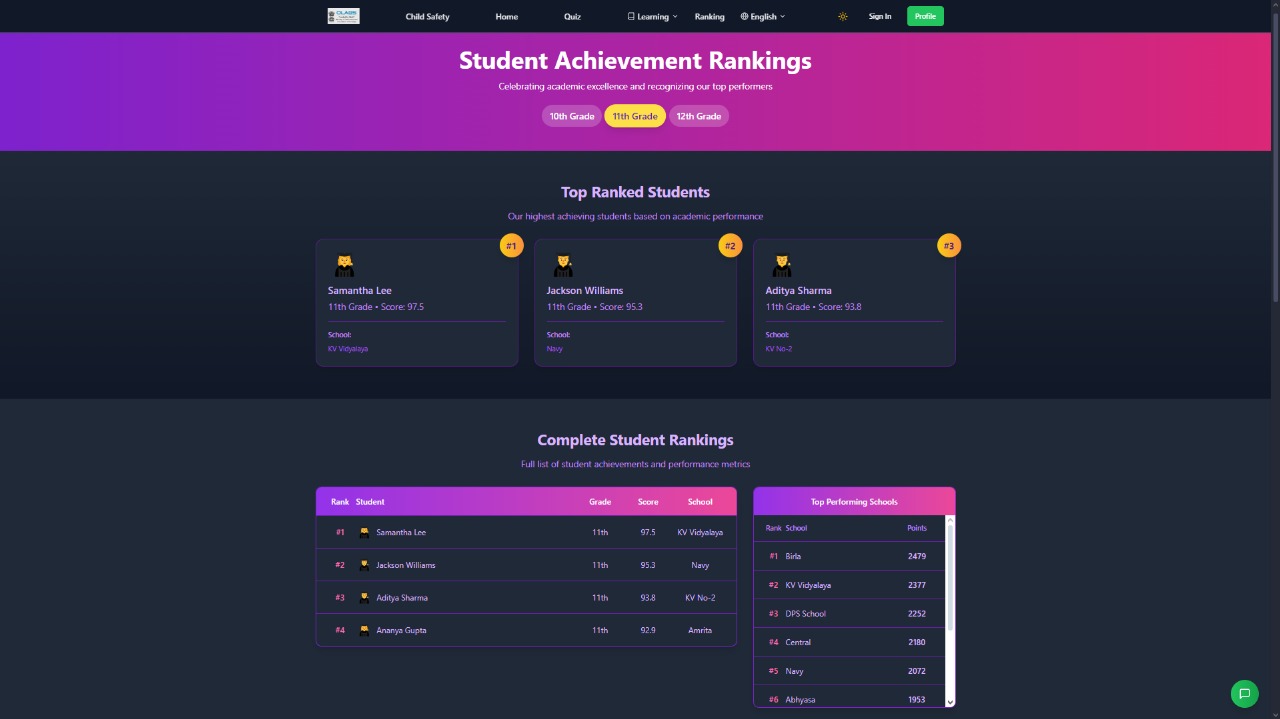 Child Safety Home Quiz Learning Ranking English Sign In Profile
Student Achievement Rankings
Celebrating academic excellence and recognizing our top performers
10th Grade 11th Grade 12th Grade
Top Ranked Students
Our highest achieving students based on academic performance
#1
Samantha Lee
11th Grade • Score: 97.5
School:
KV Vidyalaya
#2
Jackson Williams
11th Grade • Score: 95.3
School:
Navy
#3
Aditya Sharma
11th Grade • Score: 93.8
School:
KV No-2
Complete Student Rankings
Full list of student achievements and performance metrics
Rank Student Grade Score School
#1 Samantha Lee 11th 97.5 KV Vidyalaya
#2 Jackson Williams 11th 95.3 Navy
#3 Aditya Sharma 11th 93.8 KV No-2
#4 Ananya Gupta 11th 92.9 Amrita
Top Performing Schools
Rank School Points
#1 Birla 2479
#2 KV Vidyalaya 2377
#3 DPS School 2252
#4 Central 2180
#5 Navy 2072
#6 Abhyasa 1953